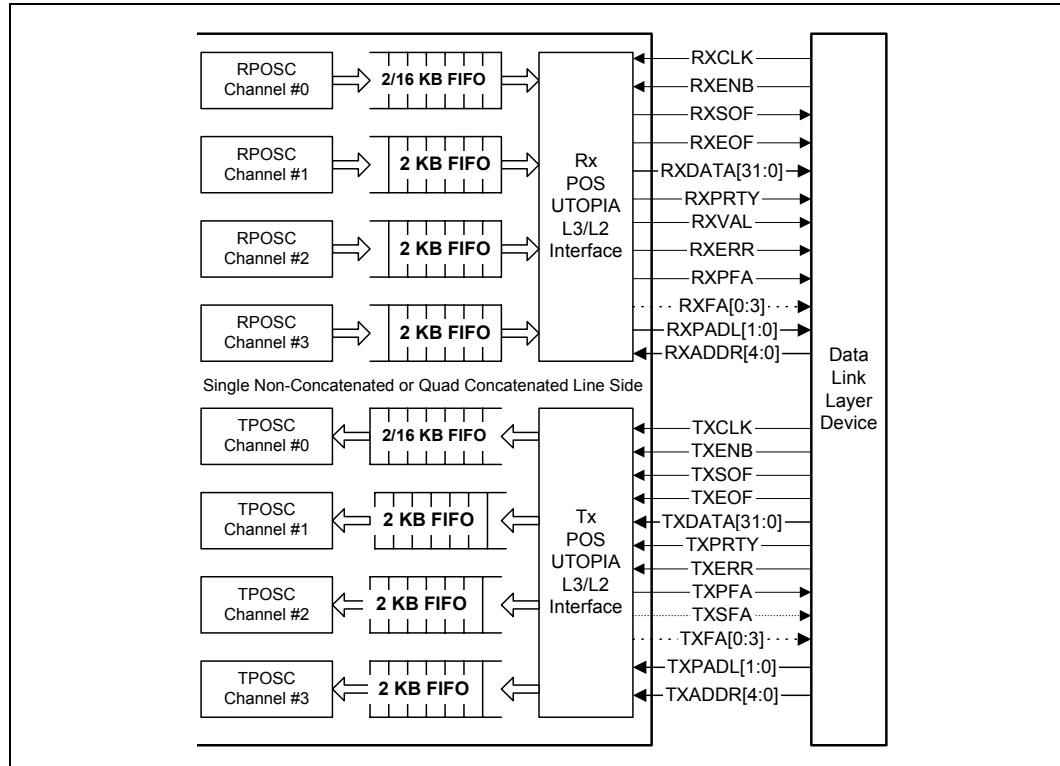 RPOSC
Channel #0
2/16 KB FIFO
RPOSC
Channel #1
2 KB FIFO
RPOSC
Channel #2
2 KB FIFO
RPOSC
Channel #3
2 KB FIFO
Rx
POS
UTOPIA
L3/L2
Interface
RXCLK
RXENB
RXSOF
RXEOF
RXDATA[31:0]
RXPRTY
RXVAL
RXERR
RXPFA
RXFA[0:3]
RXPADL[1:0]
RXADDR[4:0]
Data
Link
Layer
Device
Single Non-Concatenated or Quad Concatenated Line Side
TPOSC
Channel #0
2/16 KB FIFO
TPOSC
Channel #1
2 KB FIFO
TPOSC
Channel #2
2 KB FIFO
TPOSC
Channel #3
2 KB FIFO
Tx
POS
UTOPIA
L3/L2
Interface
TXCLK
TXENB
TXSOF
TXEOF
TXDATA[31:0]
TXPRTY
TXERR
TXPFA
TXSFA
TXFA[0:3]
TXPADL[1:0]
TXADDR[4:0]